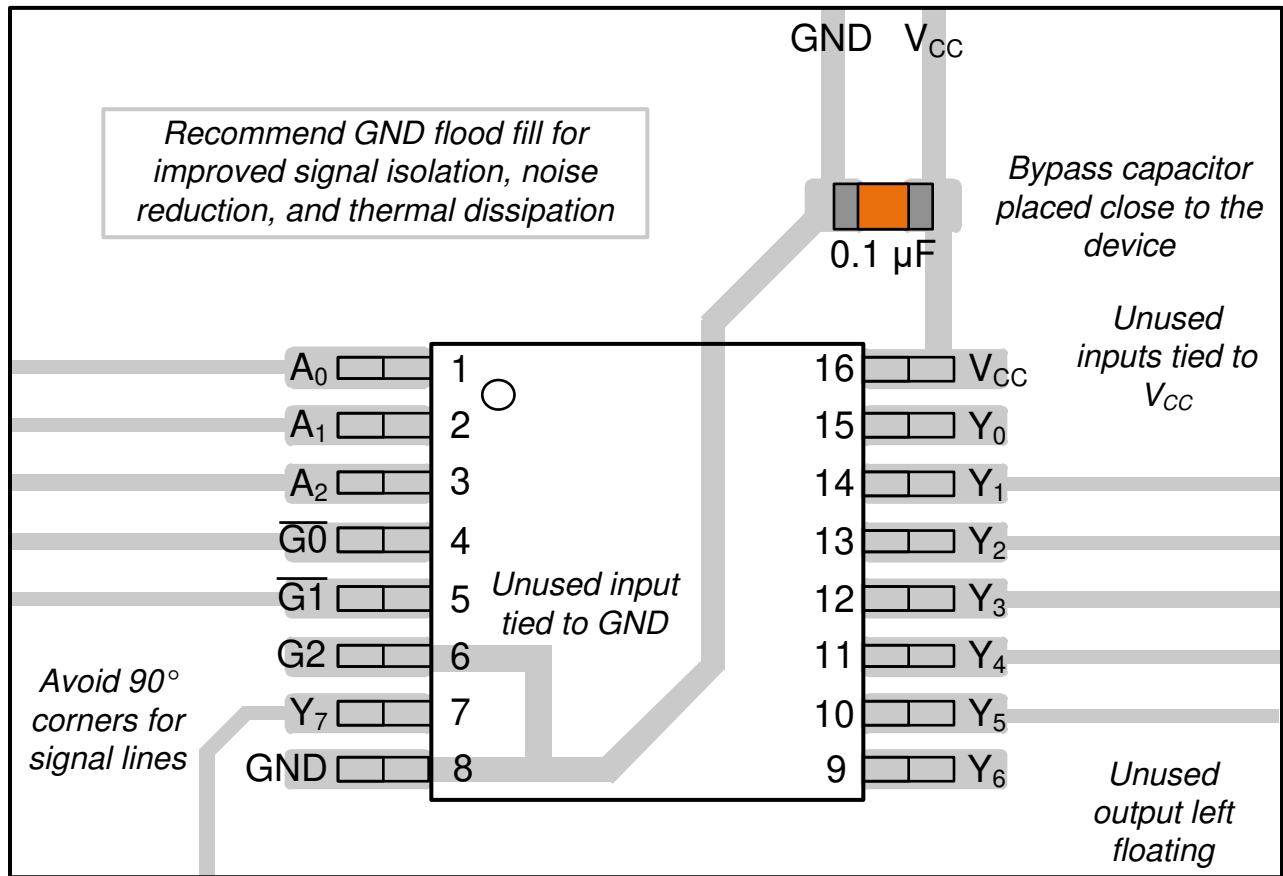 GND VCC
Recommend GND flood fill for
improved signal isolation, noise
reduction, and thermal dissipation
Bypass capacitor
placed close to the
device
0.1 µF
Unused
inputs tied to
VCC
A0 1 16 VCC
A1 2 15 Y0
A2 3 14 Y1
G̅0̅ 4 13 Y2
G̅1̅ 5 12 Y3
Unused input
tied to GND
G2 6 11 Y4
Y7 7 10 Y5
GND 8 9 Y6
Avoid 90°
corners for
signal lines
Unused
output left
floating